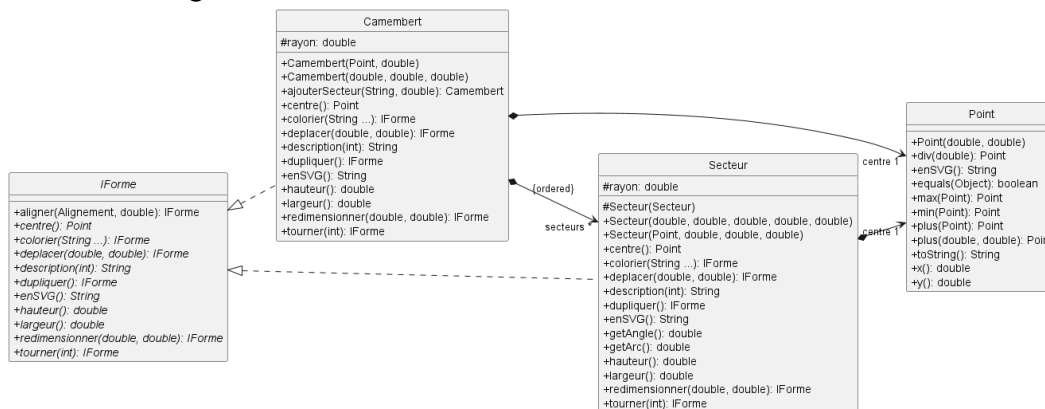 Camembert
#rayon: double
+Camembert(Point, double)
+Camembert(double, double, double)
+ajouterSecteur(String, double): Camembert
+centre(): Point
+colorier(String ...): IForme
+deplacer(double, double): IForme
+description(int): String
+dupliquer(): IForme
+enSVG(): String
+hauteur(): double
+largeur(): double
+redimensionner(double, double): IForme
+tourner(int): IForme
IForme
+aligner(Alignement, double): IForme
+centre(): Point
+colorier(String ...): IForme
+deplacer(double, double): IForme
+description(int): String
+dupliquer(): IForme
+enSVG(): String
+hauteur(): double
+largeur(): double
+redimensionner(double, double): IForme
+tourner(int): IForme
{ordered}
secteurs *
Secteur
#rayon: double
#Secteur(Secteur)
+Secteur(double, double, double, double, double)
+Secteur(Point, double, double, double)
+centre(): Point
+colorier(String ...): IForme
+deplacer(double, double): IForme
+description(int): String
+dupliquer(): IForme
+enSVG(): String
+getAngle(): double
+getArc(): double
+hauteur(): double
+largeur(): double
+redimensionner(double, double): IForme
+tourner(int): IForme
centre 1
centre 1
Point
+Point(double, double)
+div(double): Point
+enSVG(): String
+equals(Object): boolean
+max(Point): Point
+min(Point): Point
+plus(Point): Point
+plus(double, double): Poin
+toString(): String
+x(): double
+y(): double